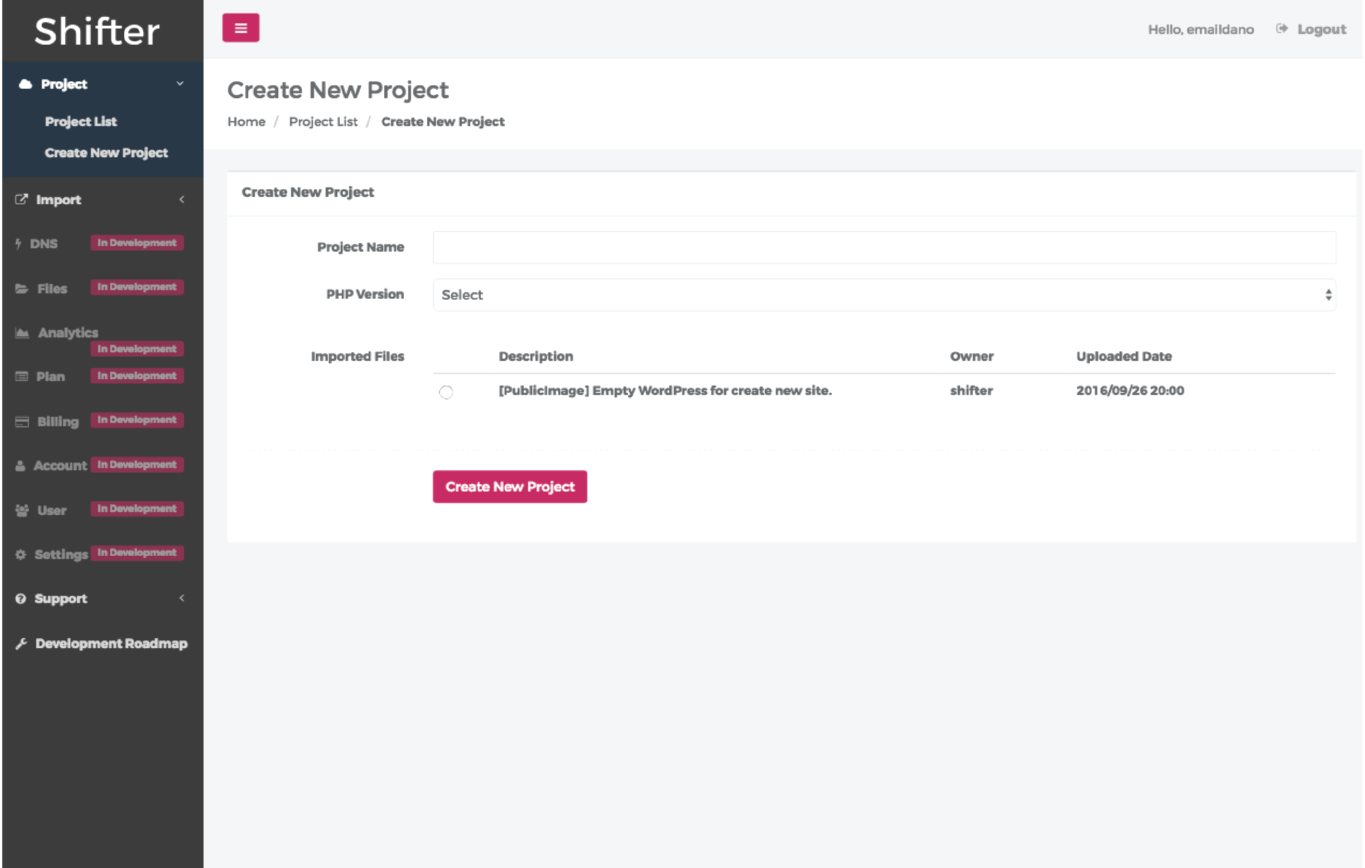 Shifter
Hello, emaildano
Logout
Project
Project List
Create New Project
Import
DNS In Development
Files In Development
Analytics
In Development
Plan In Development
Billing In Development
Account In Development
User In Development
Settings In Development
Support
Development Roadmap
Create New Project
Home / Project List / Create New Project
Create New Project
Project Name
PHP Version Select
Imported Files Description Owner Uploaded Date
[PublicImage] Empty WordPress for create new site. shifter 2016/09/26 20:00
Create New Project